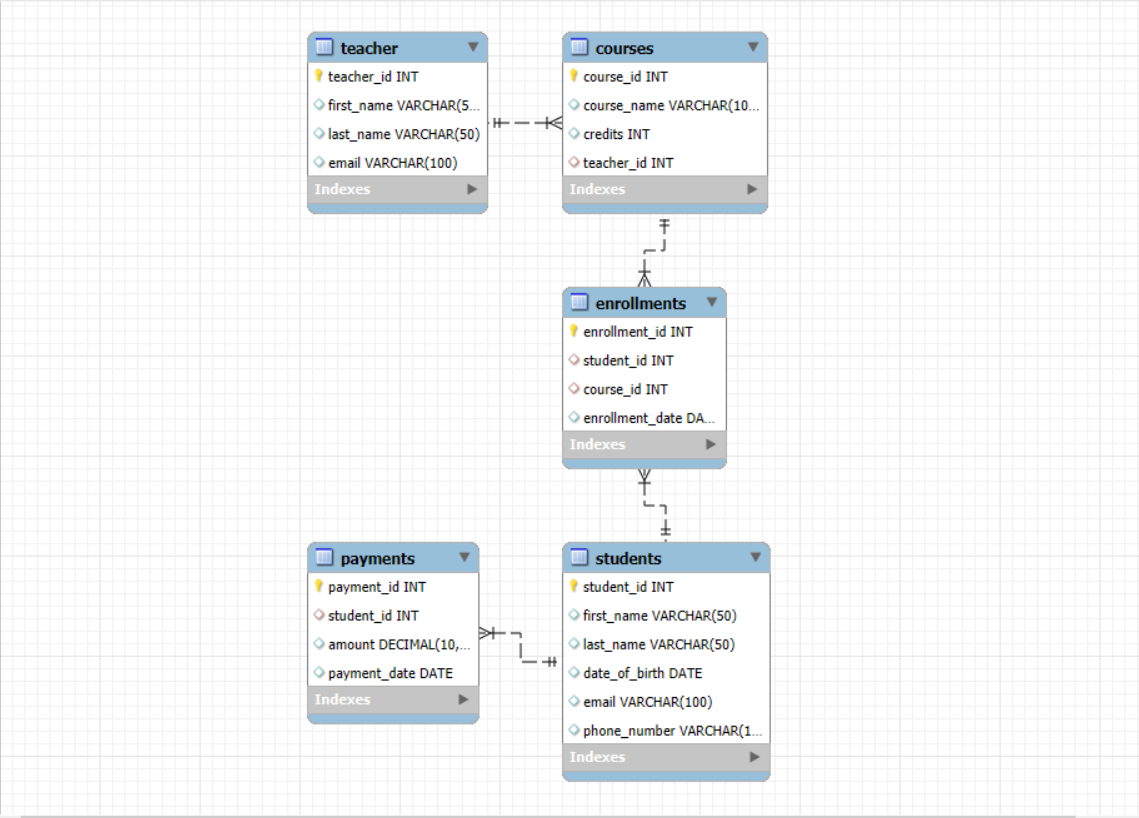 teacher
teacher_id INT
first_name VARCHAR(5...
last_name VARCHAR(50)
email VARCHAR(100)
Indexes
courses
course_id INT
course_name VARCHAR(10...
credits INT
teacher_id INT
Indexes
enrollments
enrollment_id INT
student_id INT
course_id INT
enrollment_date DA...
Indexes
payments
payment_id INT
student_id INT
amount DECIMAL(10,...
payment_date DATE
Indexes
students
student_id INT
first_name VARCHAR(50)
last_name VARCHAR(50)
date_of_birth DATE
email VARCHAR(100)
phone_number VARCHAR(1...
Indexes